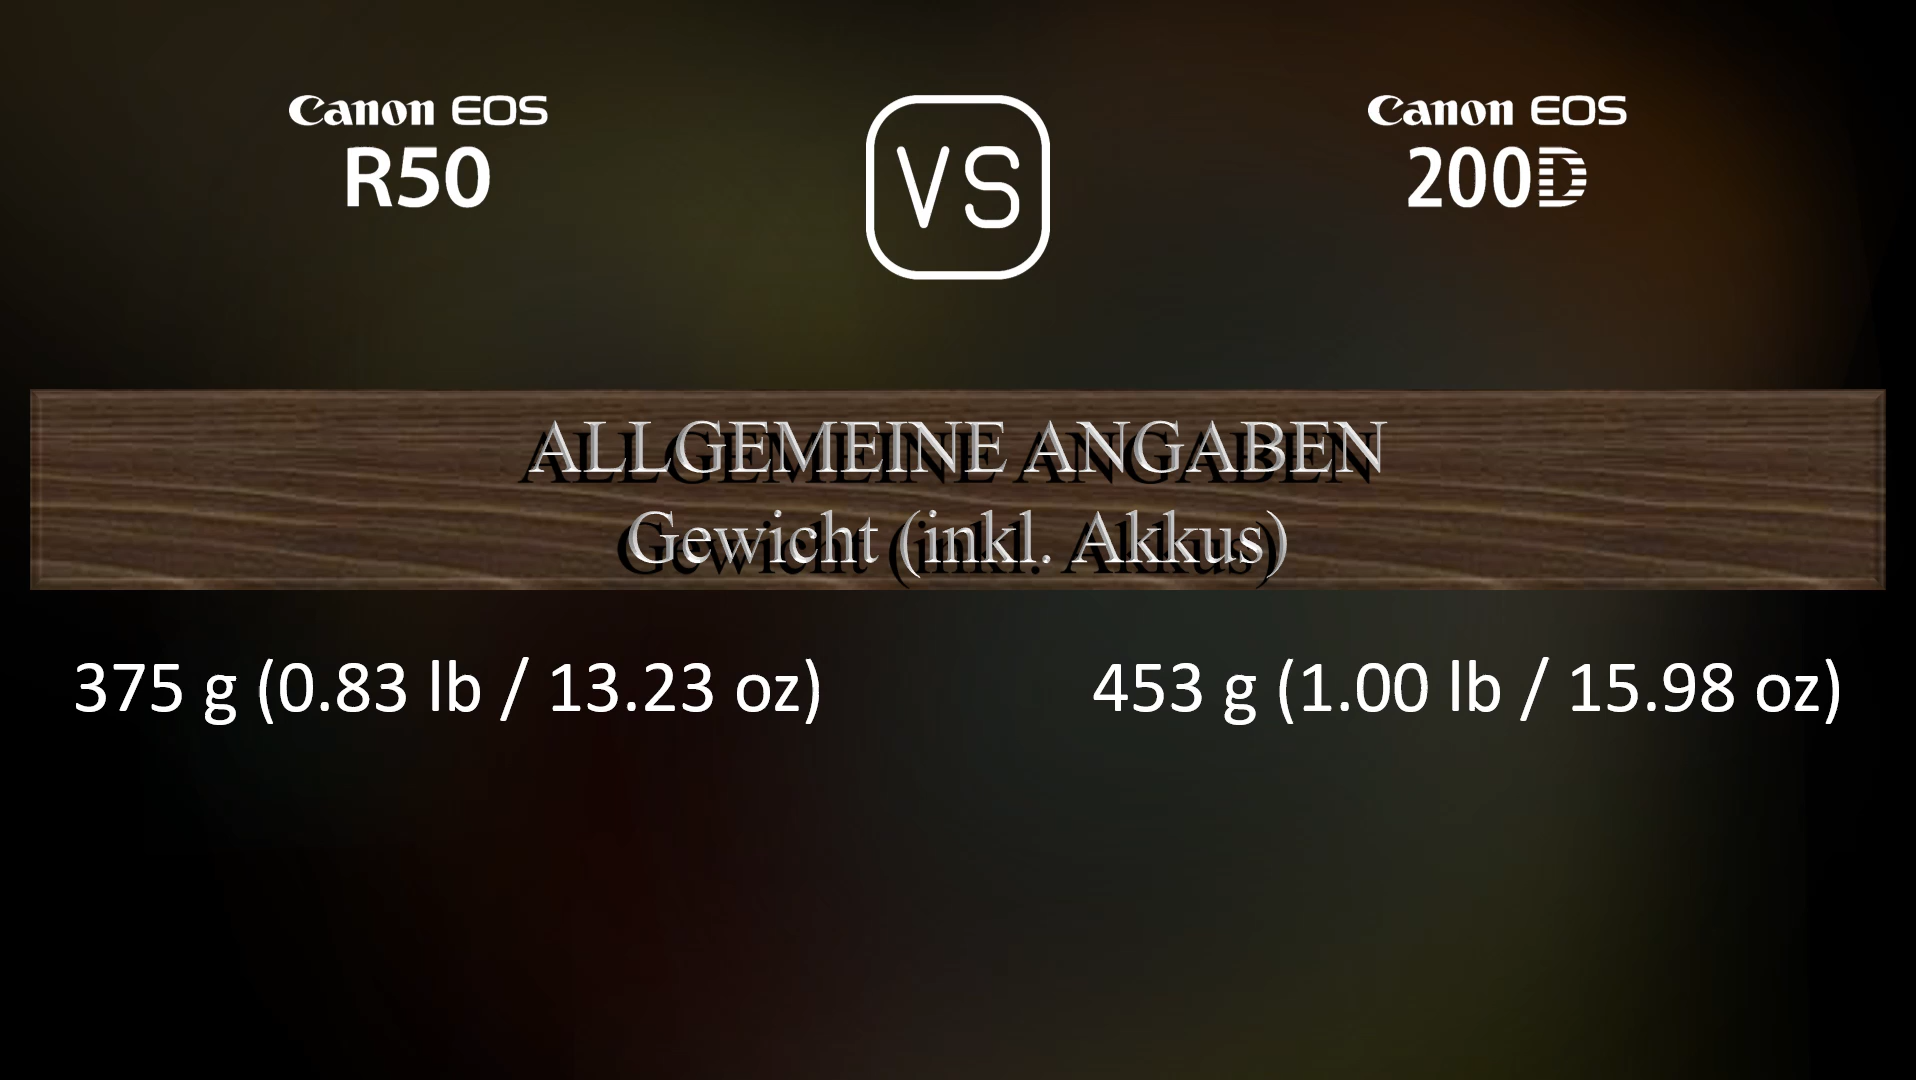 Canon EOS
R50
VS
Canon EOS
200D
ALLGEMEINE ANGABEN
Gewicht (inkl. Akkus)
375 g (0.83 lb / 13.23 oz)
453 g (1.00 lb / 15.98 oz)